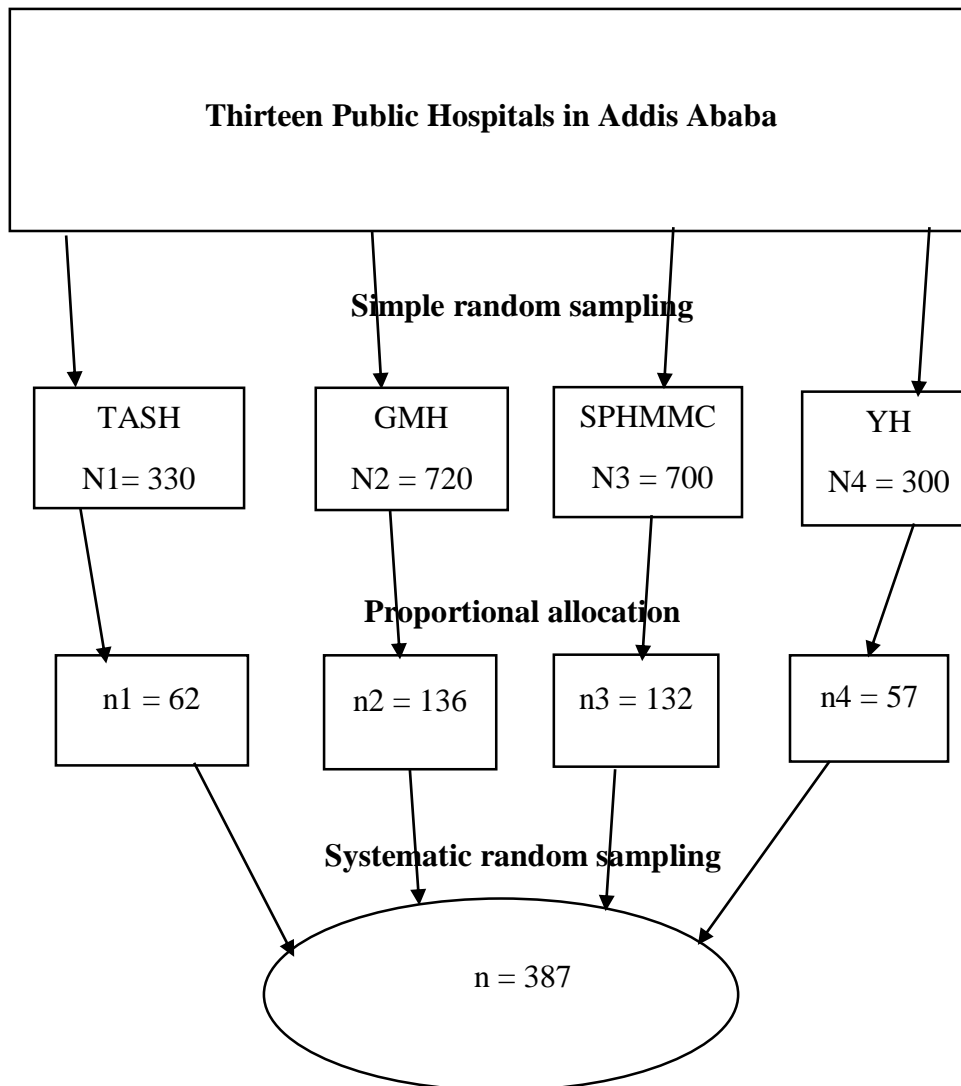 Thirteen Public Hospitals in Addis Ababa
Simple random sampling
TASH
N1= 330
GMH
N2 = 720
SPHMMC
N3 = 700
YH
N4 = 300
Proportional allocation
n1 = 62
n2 = 136
n3 = 132
n4 = 57
Systematic random sampling
n = 387